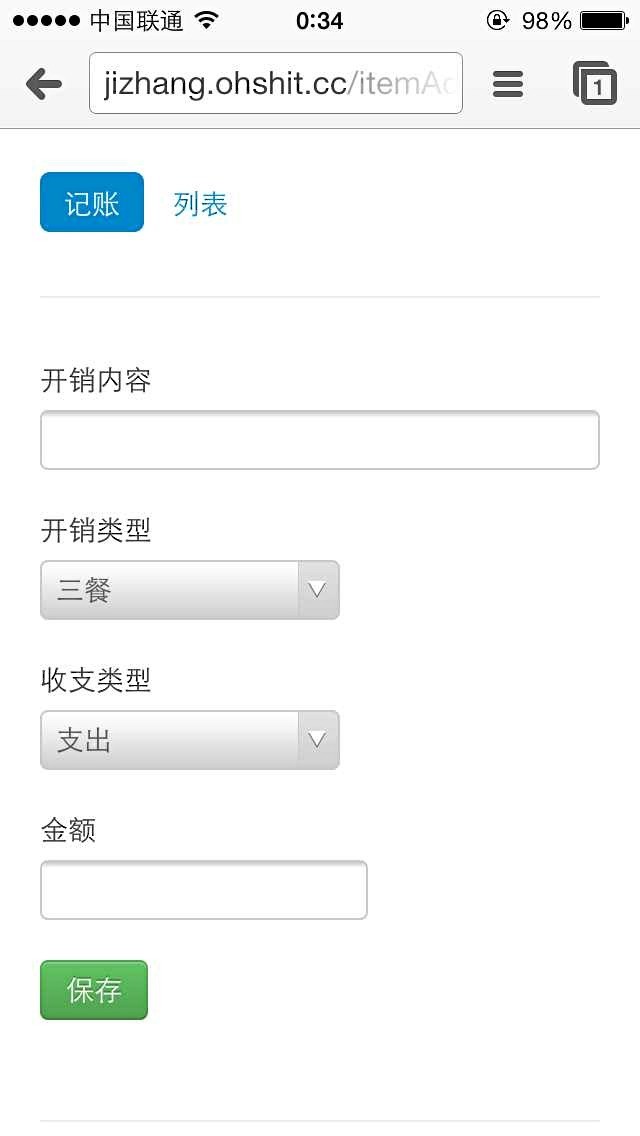 中国联通 0:34 98%
jizhang.ohshit.cc/itemAd
1
记账 列表
开销内容
开销类型
三餐
收支类型
支出
金额
保存